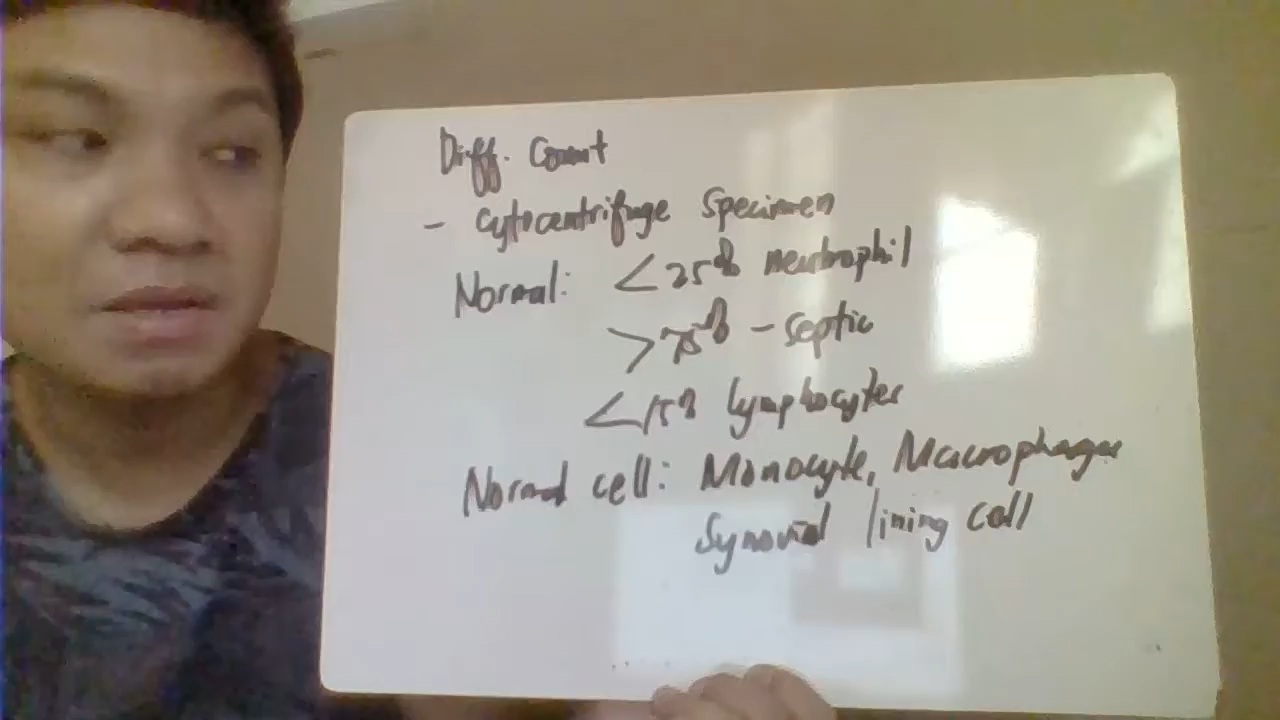 Diff. Count
- Cytocentrifuge Specimen
Normal: <25% neutrophil
>75% - Septic
<15% lymphocytes
Normal cell: Monocyte, Macrophages
Synovial lining cell